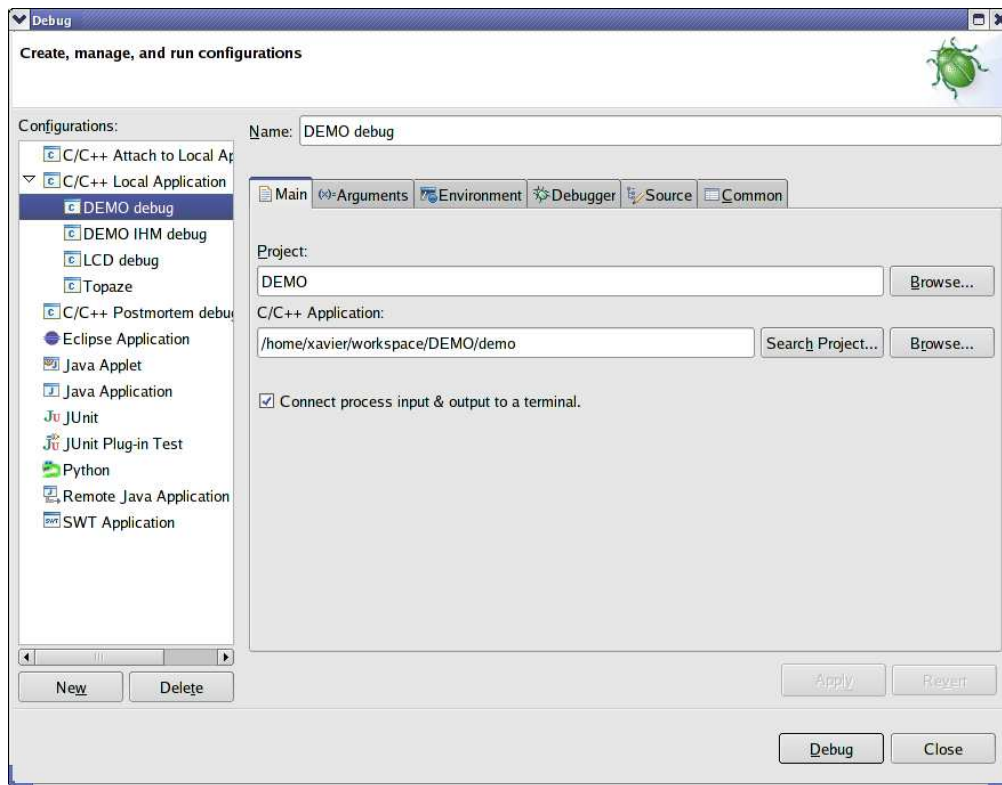 Debug
Create, manage, and run configurations
Configurations:
C/C++ Attach to Local Ap
C/C++ Local Application
DEMO debug
DEMO IHM debug
LCD debug
Topaze
C/C++ Postmortem debug
Eclipse Application
Java Applet
Java Application
JUnit
JUnit Plug-in Test
Python
Remote Java Application
SWT Application
New Delete
Name: DEMO debug
Main (x)=Arguments Environment Debugger Source Common
Project:
DEMO Browse...
C/C++ Application:
/home/xavier/workspace/DEMO/demo Search Project... Browse...
Connect process input & output to a terminal.
Apply Revert
Debug Close